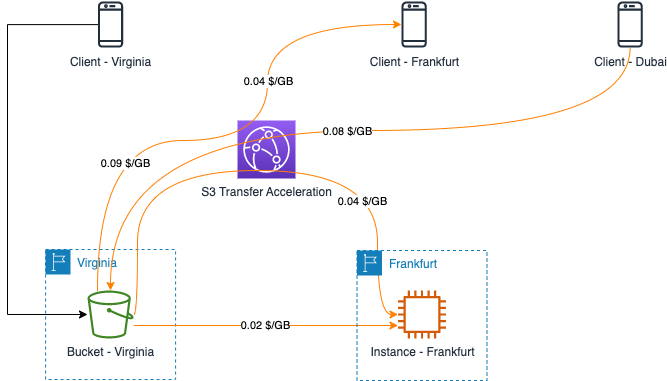 Client - Virginia
Client - Frankfurt
Client - Dubai
0.04 $/GB
0.08 $/GB
0.09 $/GB
S3 Transfer Acceleration
0.04 $/GB
Virginia
Frankfurt
0.02 $/GB
Bucket - Virginia
Instance - Frankfurt